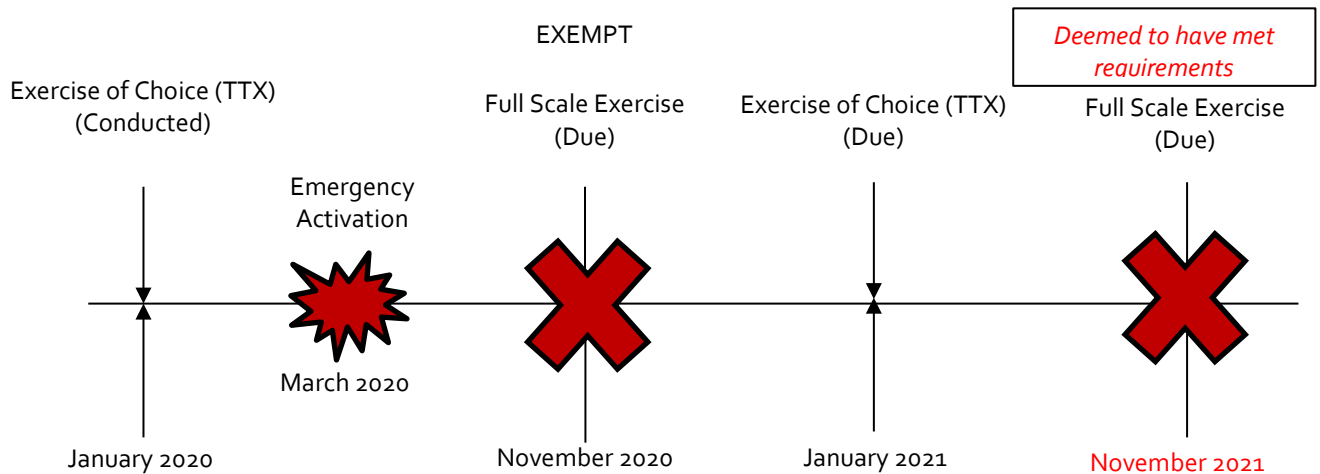 EXEMPT
Deemed to have met
requirements
Exercise of Choice (TTX)
(Conducted)
Full Scale Exercise
(Due)
Exercise of Choice (TTX)
(Due)
Full Scale Exercise
(Due)
Emergency
Activation
March 2020
January 2020
November 2020
January 2021
November 2021